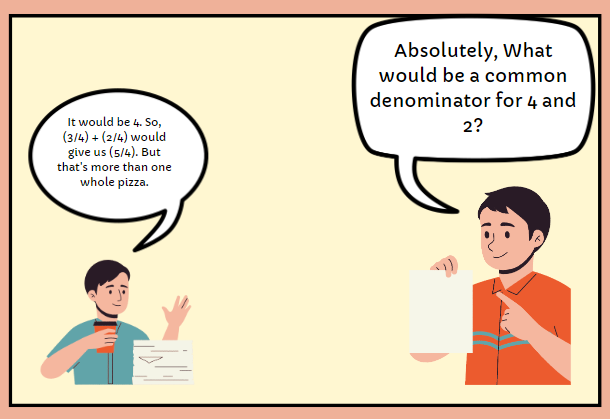 Absolutely, What
would be a common
denominator for 4 and
2?
It would be 4. So,
(3/4) + (2/4) would
give us (5/4). But
that's more than one
whole pizza.